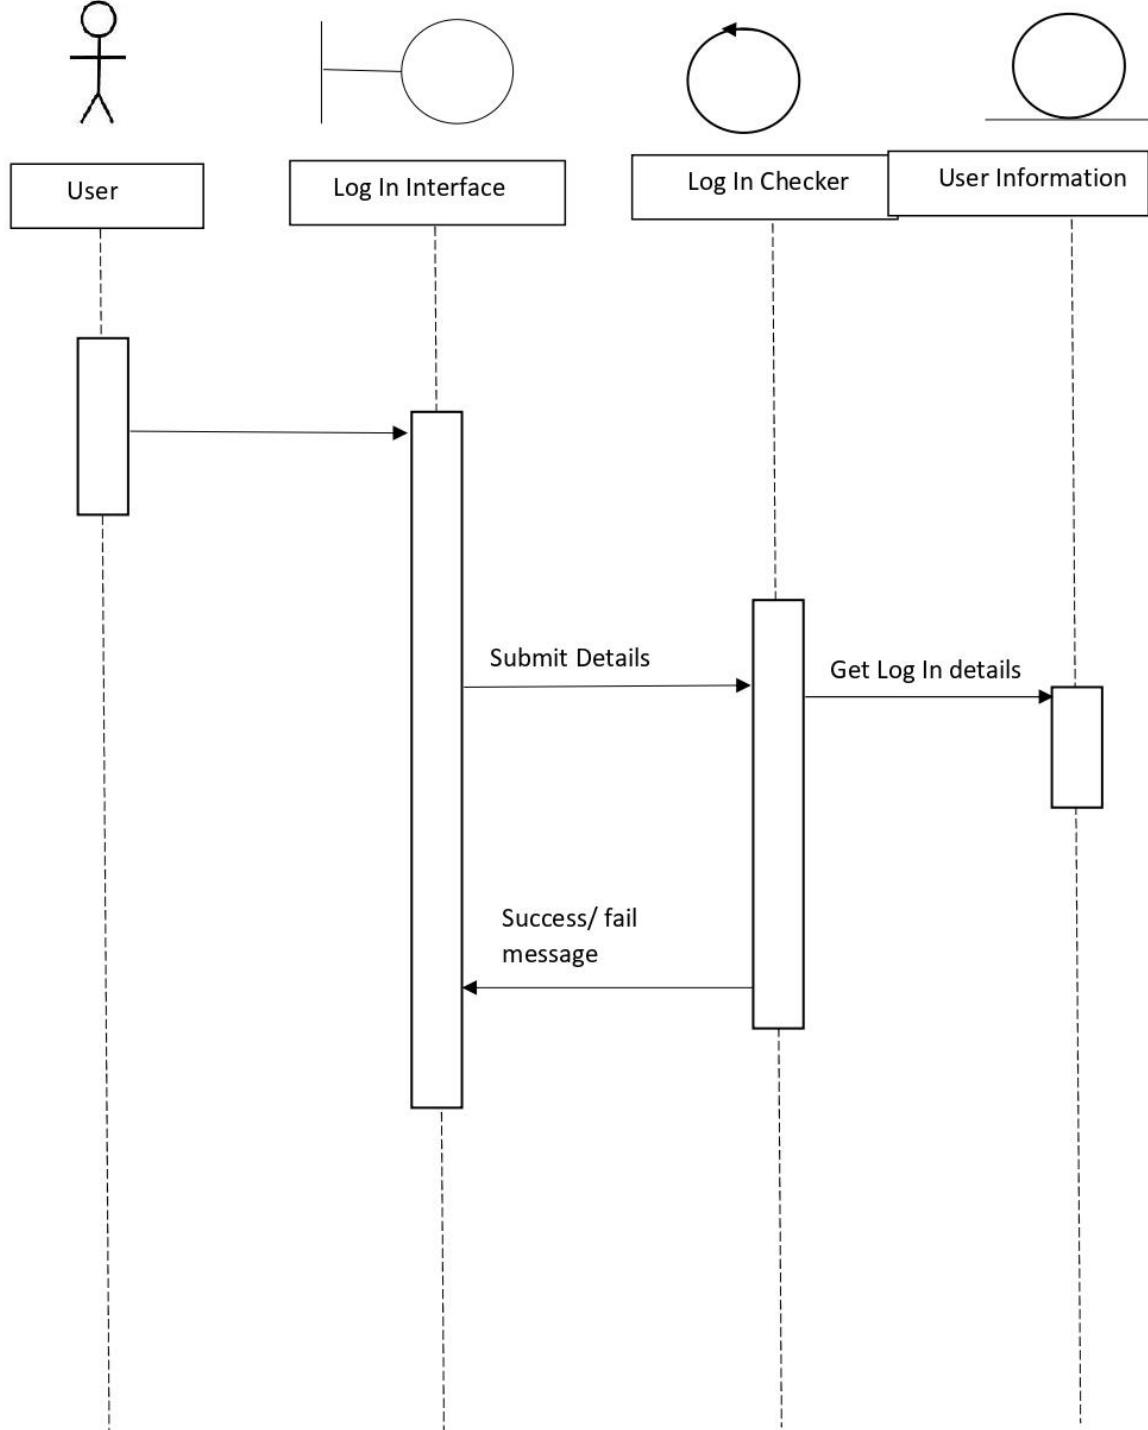 User
Log In Interface
Log In Checker
User Information
Submit Details
Get Log In details
Success/ fail
message